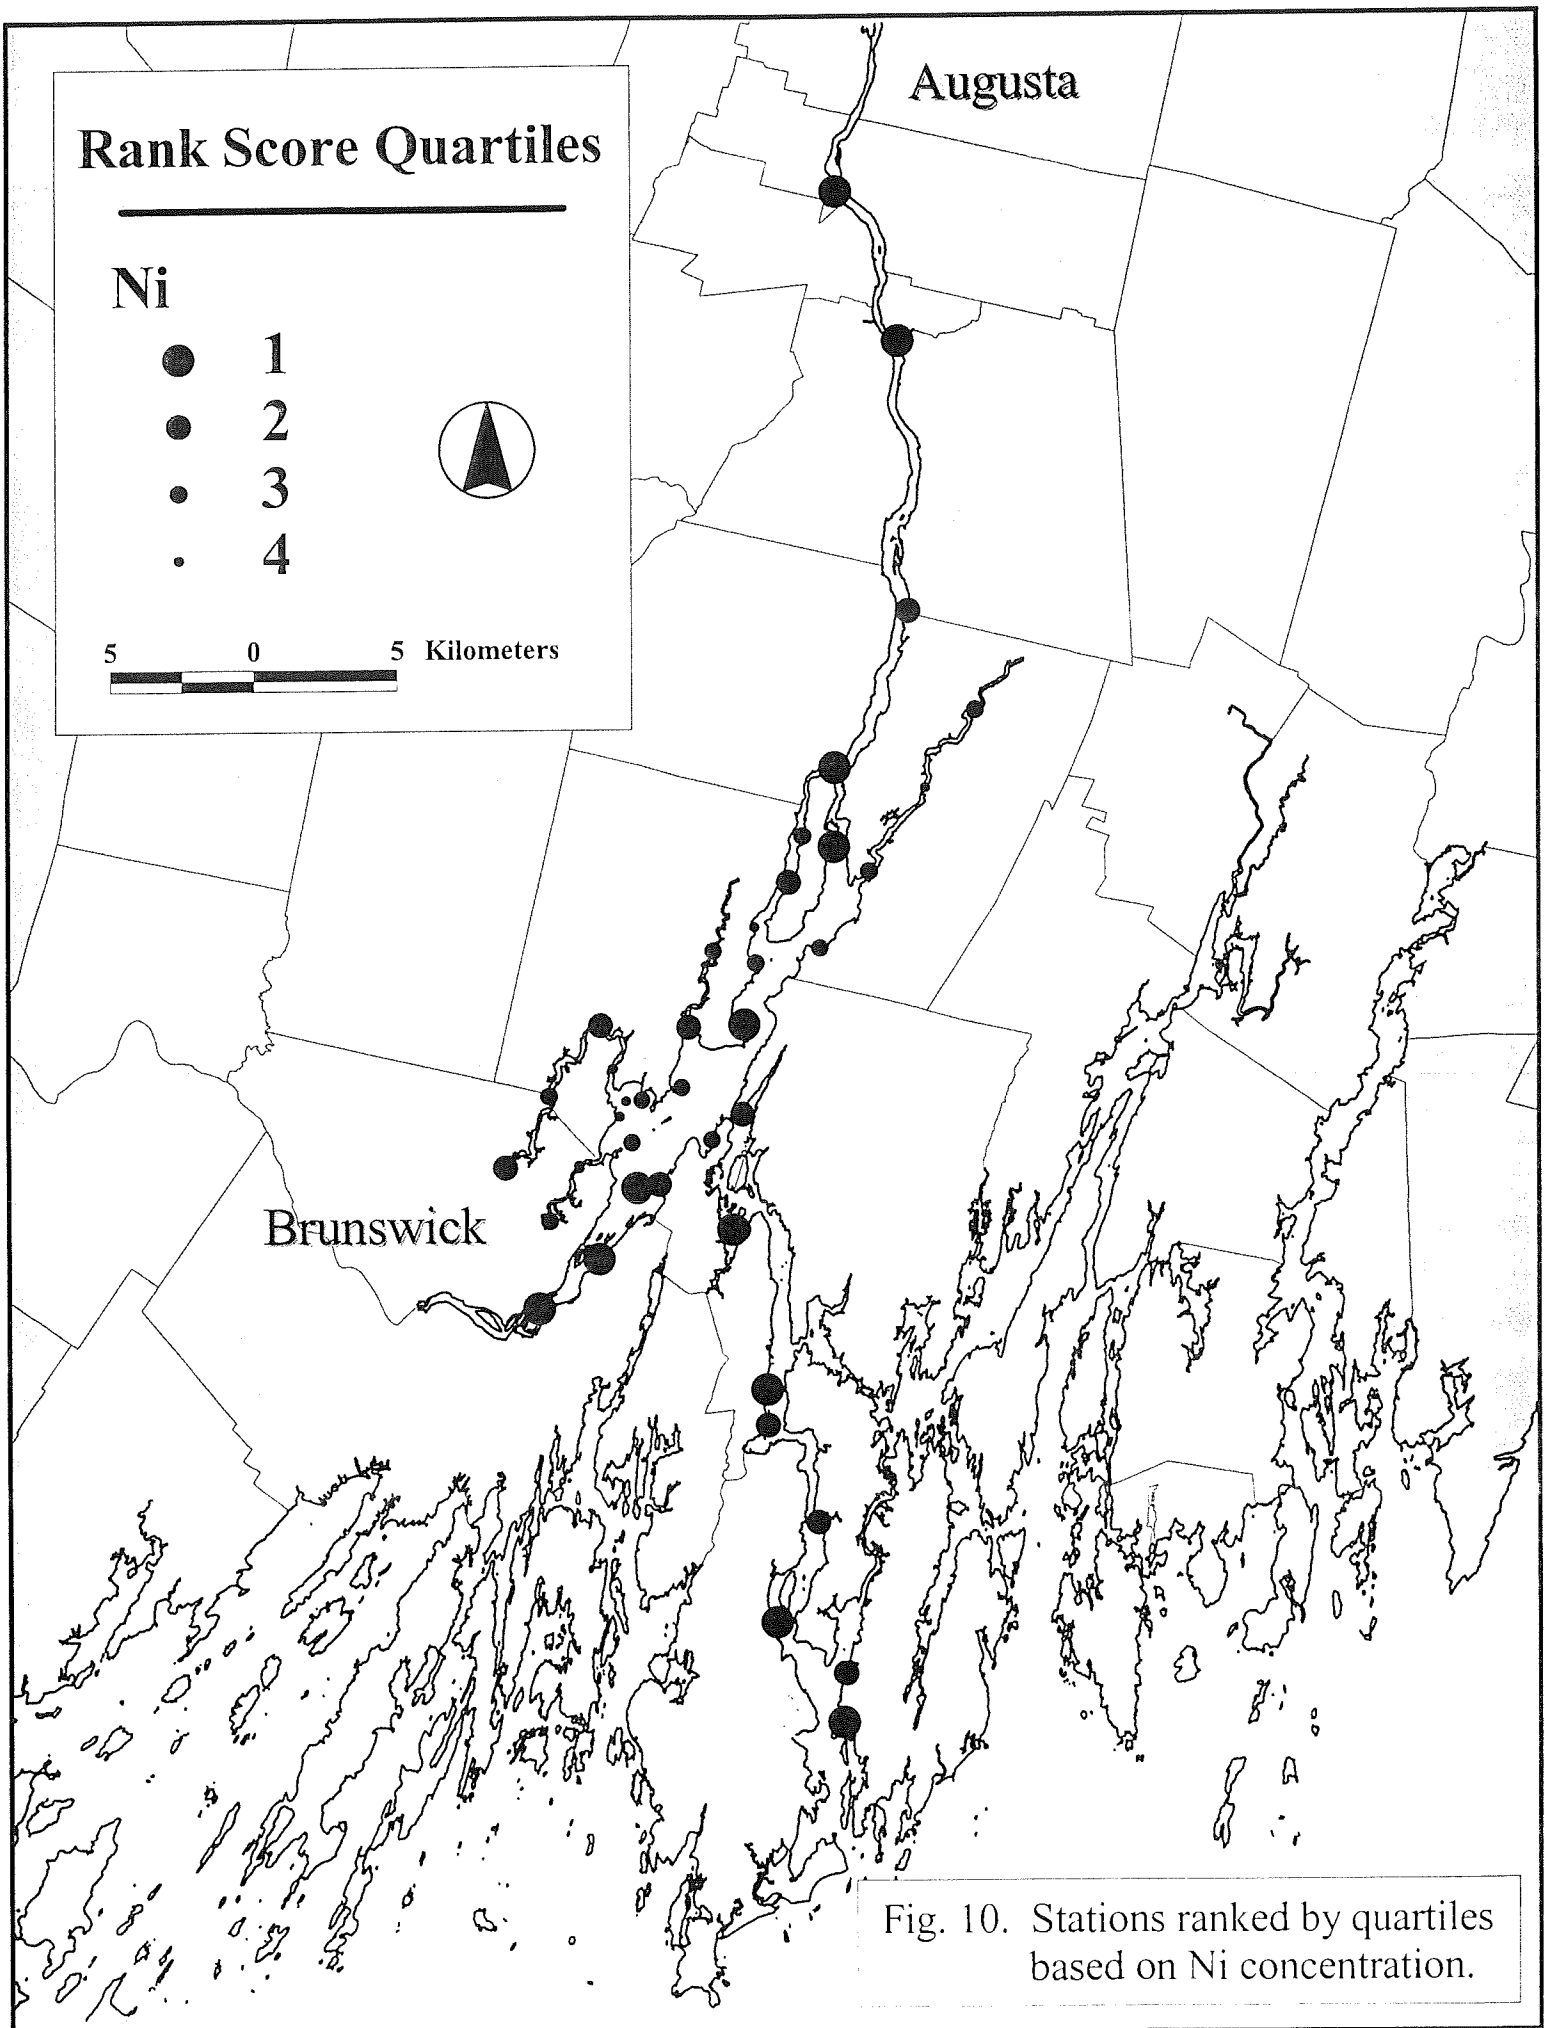 Augusta
Rank Score Quartiles
Ni
1
2
3
4
5 0 5 Kilometers
Brunswick
Fig. 10. Stations ranked by quartiles
based on Ni concentration.